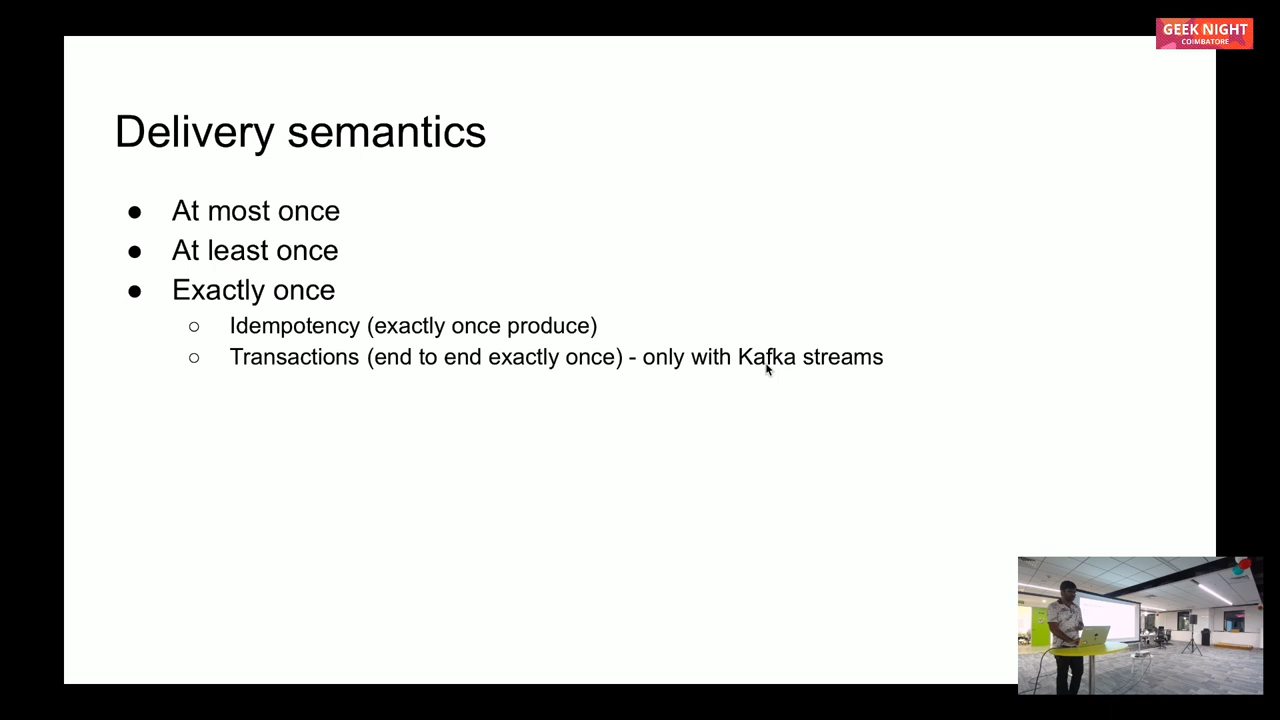 GEEK NIGHT
COIMBATORE
Delivery semantics
● At most once
● At least once
● Exactly once
○ Idempotency (exactly once produce)
○ Transactions (end to end exactly once) - only with Kafka streams